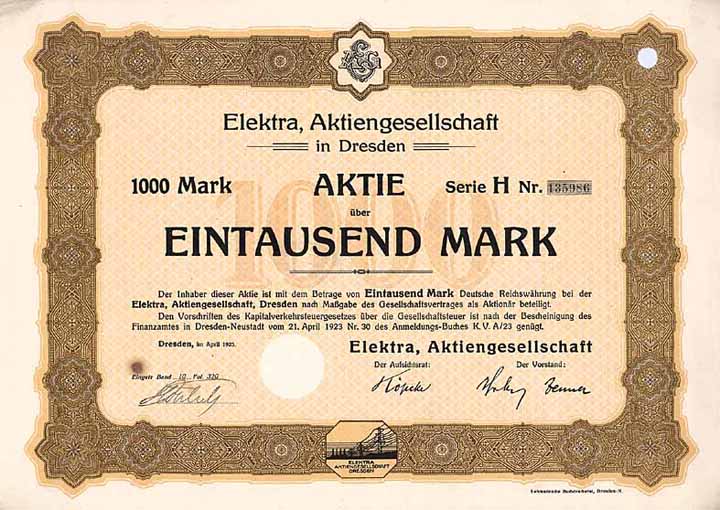 Elektra, Aktiengesellschaft
in Dresden
1000 Mark AKTIE Serie H Nr. 135986
über
EINTAUSEND MARK
Der Inhaber dieser Aktie ist mit dem Betrage von Eintausend Mark Deutsche Reichswährung bei der
Elektra, Aktiengesellschaft, Dresden nach Maßgabe des Gesellschaftsvertrages als Aktionär beteiligt.
Den Vorschriften des Kapitalverkehrsteuergesetzes über die Gesellschaftsteuer ist nach der Bescheinigung des
Finanzamtes in Dresden-Neustadt vom 21. April 1923 Nr. 30 des Anmeldungs-Buches K. V. A/23 genügt.
Dresden, im April 1923.
Elektra, Aktiengesellschaft
Der Aufsichtsrat: Der Vorstand:
Eingetr. Band 10 Fol. 320
1000
ELEKTRA
AKTIENGESELLSCHAFT
DRESDEN
Dresden-N.